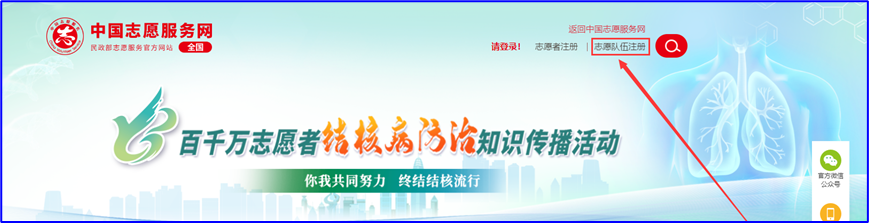 中国志愿服务网
民政部志愿服务官方网站 全国
返回中国志愿服务网
请登录! 志愿者注册 | 志愿队伍注册
百千万志愿者结核病防治知识传播活动
你我共同努力 终结结核流行
官方微信
公众号